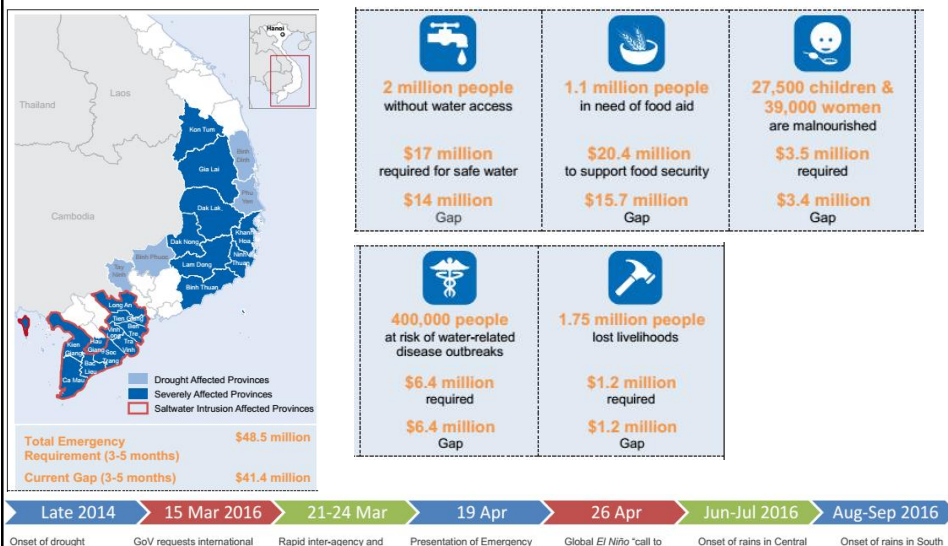 Hanoi
Laos
Thailand
Cambodia
Kon Tum
Binh
Dinh
Gia Lai
Phu
Yen
Dak Lak
Khanh
Hoa
Dak Nong
Ninh
Thuan
Lam Dong
Binh Phuoc
Tay
Ninh
Binh Thuan
Long An
Tien Giang
Ben
Tre
Vinh
Long
Tra
Vinh
Hau
Giang
Kien
Giang
Soc
Trang
Bac
Lieu
Ca Mau
Drought Affected Provinces
Severely Affected Provinces
Saltwater Intrusion Affected Provinces
Total Emergency
Requirement (3-5 months)
$48.5 million
Current Gap (3-5 months)
$41.4 million
2 million people
without water access
$17 million
required for safe water
$14 million
Gap
1.1 million people
in need of food aid
$20.4 million
to support food security
$15.7 million
Gap
27,500 children &
39,000 women
are malnourished
$3.5 million
required
$3.4 million
Gap
400,000 people
at risk of water-related
disease outbreaks
$6.4 million
required
$6.4 million
Gap
1.75 million people
lost livelihoods
$1.2 million
required
$1.2 million
Gap
Late 2014
15 Mar 2016
21-24 Mar
19 Apr
26 Apr
Jun-Jul 2016
Aug-Sep 2016
Onset of drought
GoV requests international
Rapid inter-agency and
Presentation of Emergency
Global El Niño "call to
Onset of rains in Central
Onset of rains in South